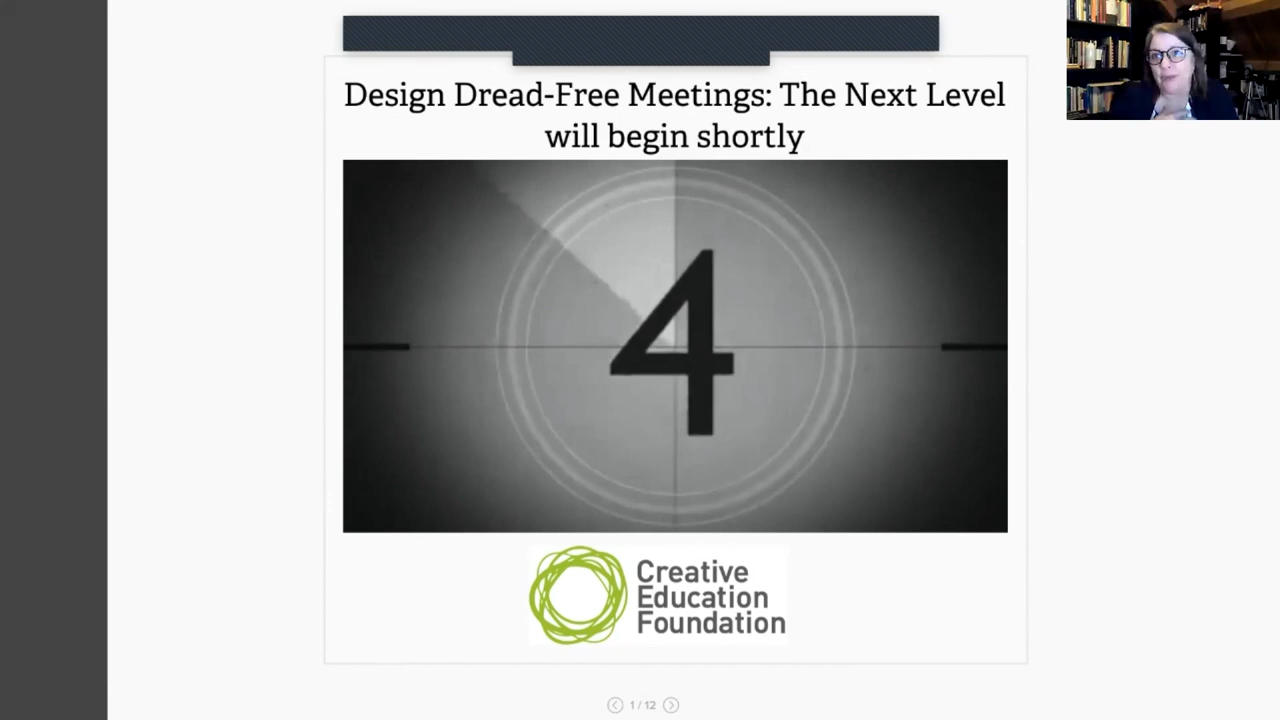 Design Dread-Free Meetings: The Next Level
will begin shortly
4
Creative
Education
Foundation
1 / 12